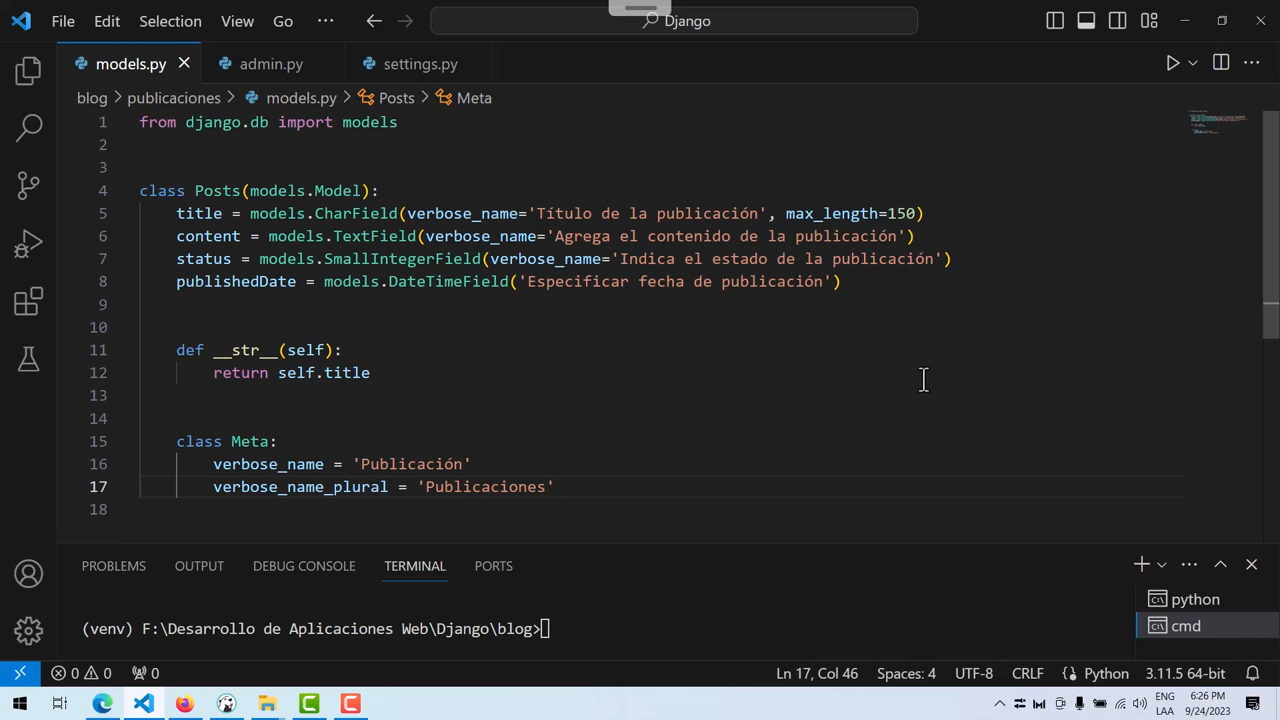 File Edit Selection View Go ··· Django
models.py admin.py settings.py
blog > publicaciones > models.py > Posts > Meta
1 from django.db import models
2
3
4 class Posts(models.Model):
5 title = models.CharField(verbose_name='Título de la publicación', max_length=150)
6 content = models.TextField(verbose_name='Agrega el contenido de la publicación')
7 status = models.SmallIntegerField(verbose_name='Indica el estado de la publicación')
8 publishedDate = models.DateTimeField('Especificar fecha de publicación')
9
10
11 def __str__(self):
12 return self.title
13
14
15 class Meta:
16 verbose_name = 'Publicación'
17 verbose_name_plural = 'Publicaciones'
18
PROBLEMS OUTPUT DEBUG CONSOLE TERMINAL PORTS
python
(venv) F:\Desarrollo de Aplicaciones Web\Django\blog> cmd
0 0 0 Ln 17, Col 46 Spaces: 4 UTF-8 CRLF Python 3.11.5 64-bit
ENG 6:26 PM
LAA 9/24/2023